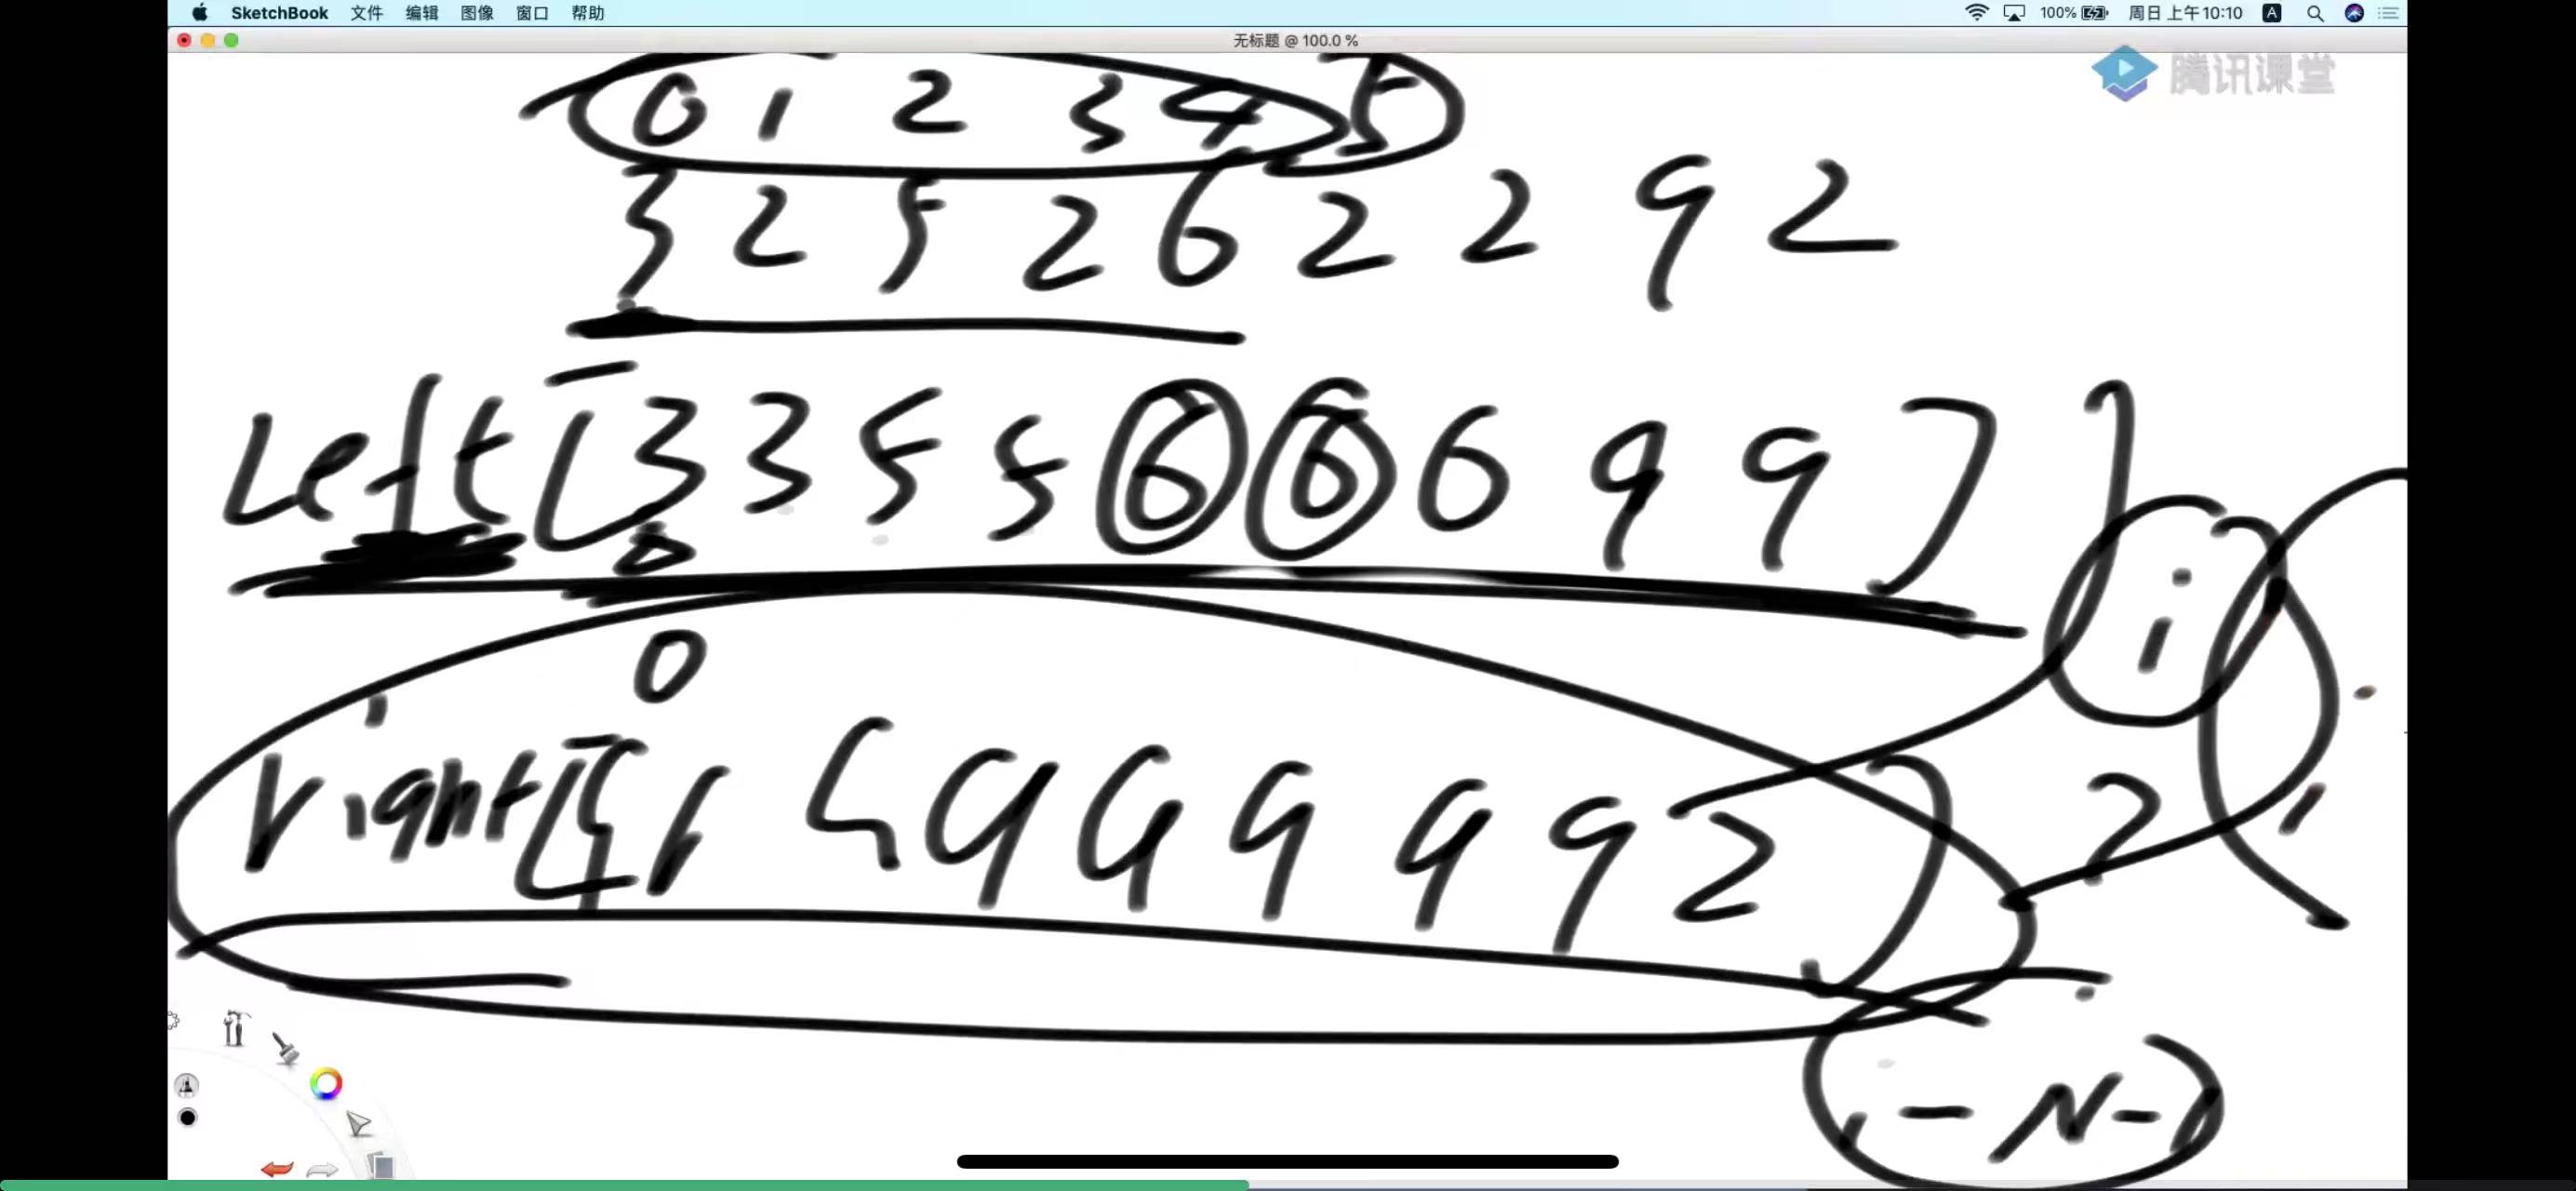 SketchBook 文件 编辑 图像 窗口 帮助 100% 周日上午10:10 A
无标题 @ 100.0 %
腾讯课堂
0 1 2 3 4 5
3 2 5 2 6 2 2 9 2
Left [ 3 3 5 5 6 6 6 9 9 ]
0
i
0
right [ 9 9 9 9 9 2 ]
?
i - N-1